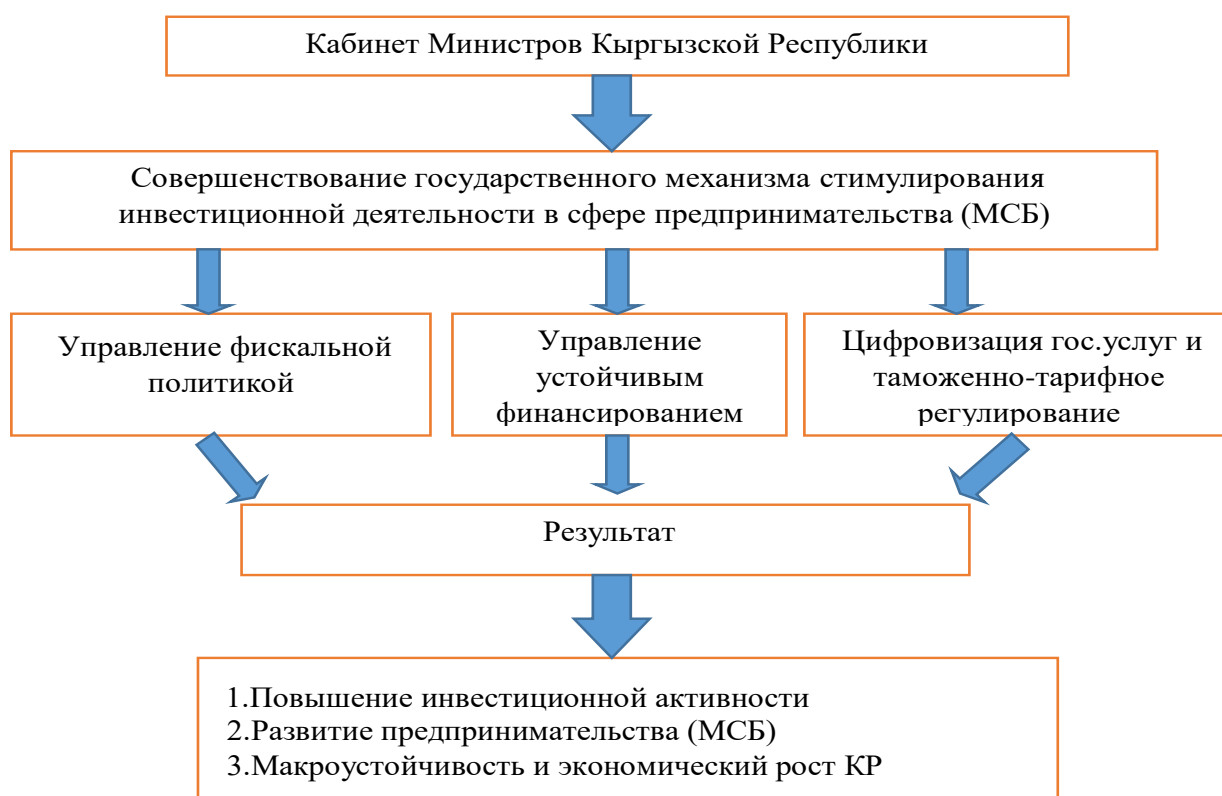 Кабинет Министров Кыргызской Республики
Совершенствование государственного механизма стимулирования
инвестиционной деятельности в сфере предпринимательства (МСБ)
Управление фискальной
политикой
Управление
устойчивым
финансированием
Цифровизация гос.услуг и
таможенно-тарифное
регулирование
Результат
1.Повышение инвестиционной активности
2.Развитие предпринимательства (МСБ)
3.Макроустойчивость и экономический рост КР